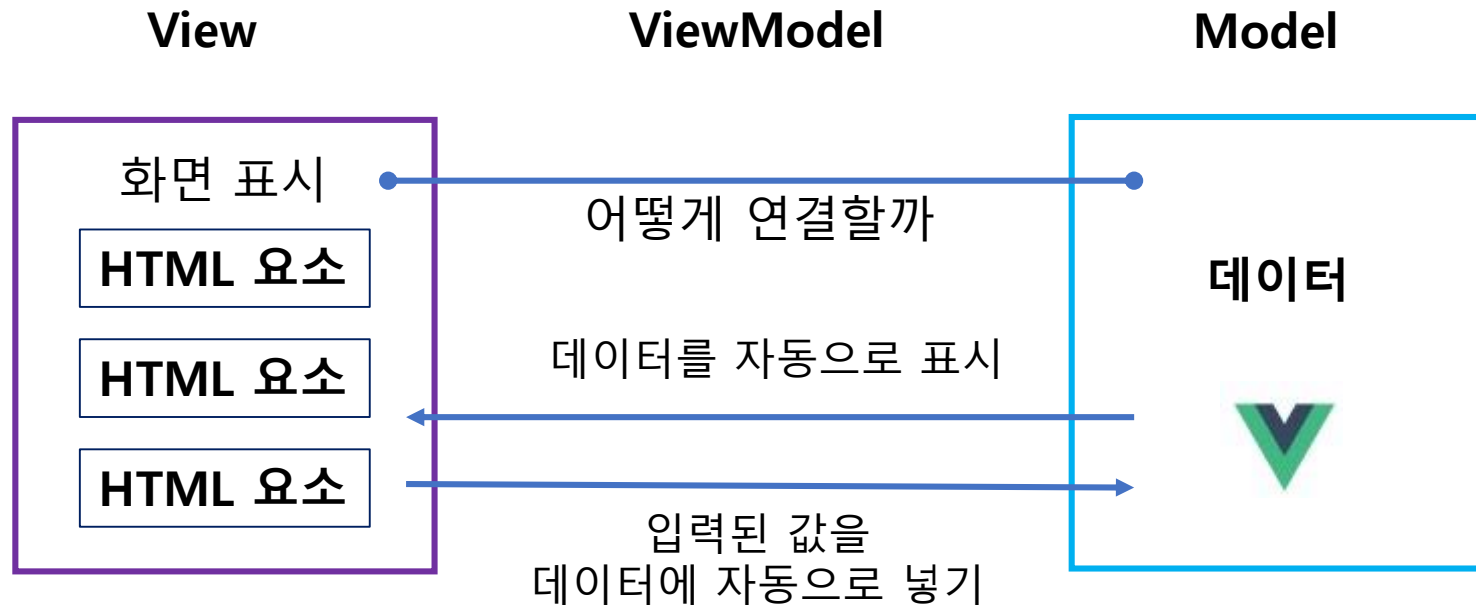 View
ViewModel
Model
화면 표시
어떻게 연결할까
HTML 요소
데이터
HTML 요소
데이터를 자동으로 표시
HTML 요소
입력된 값을
데이터에 자동으로 넣기